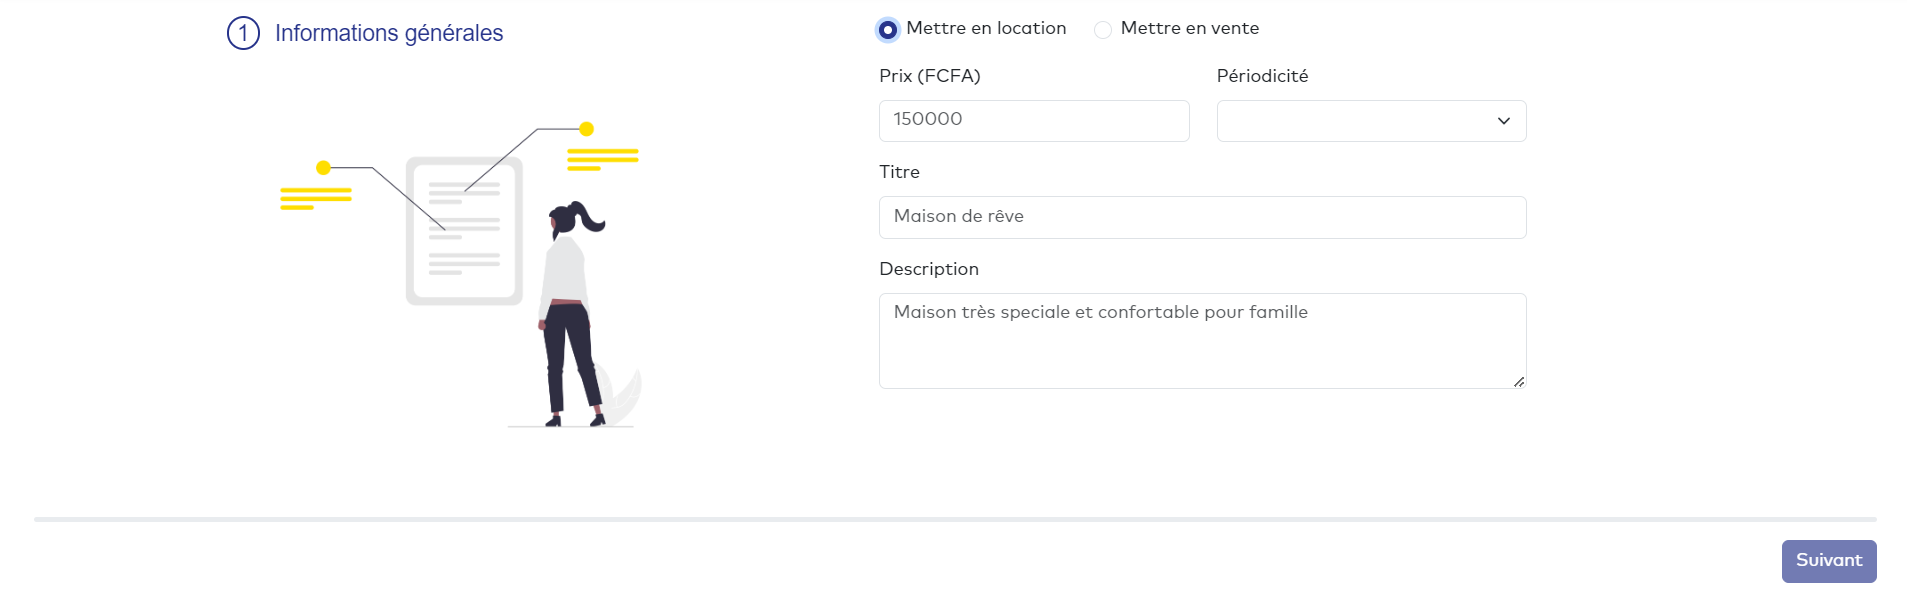 1 Informations générales
Mettre en location Mettre en vente
Prix (FCFA) Périodicité
150000
Titre
Maison de rêve
Description
Maison très speciale et confortable pour famille
Suivant